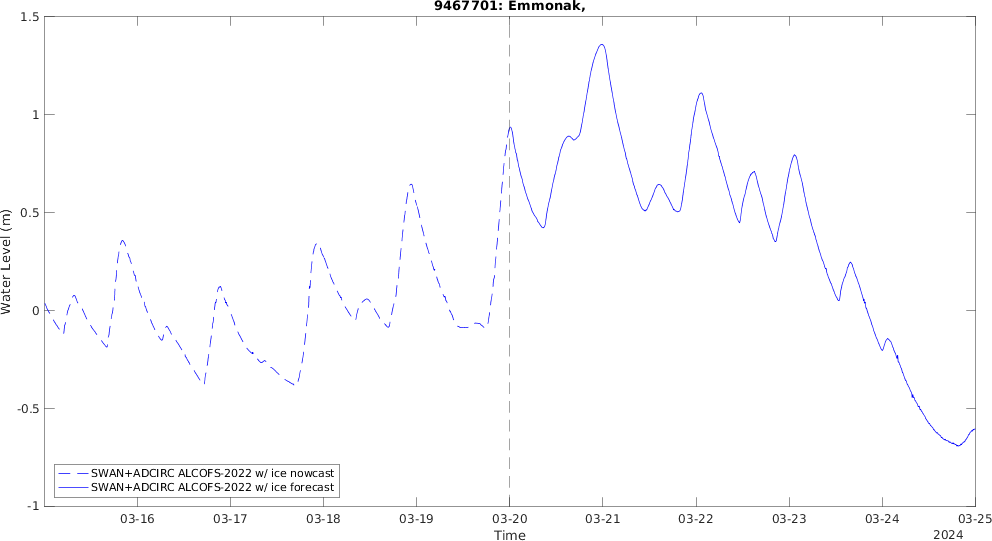 9467701: Emmonak,
Water Level (m)
1.5
1
0.5
0
-0.5
-1
SWAN+ADCIRC ALCOFS-2022 w/ ice nowcast
SWAN+ADCIRC ALCOFS-2022 w/ ice forecast
03-16 03-17 03-18 03-19 03-20 03-21 03-22 03-23 03-24 03-25
Time
2024